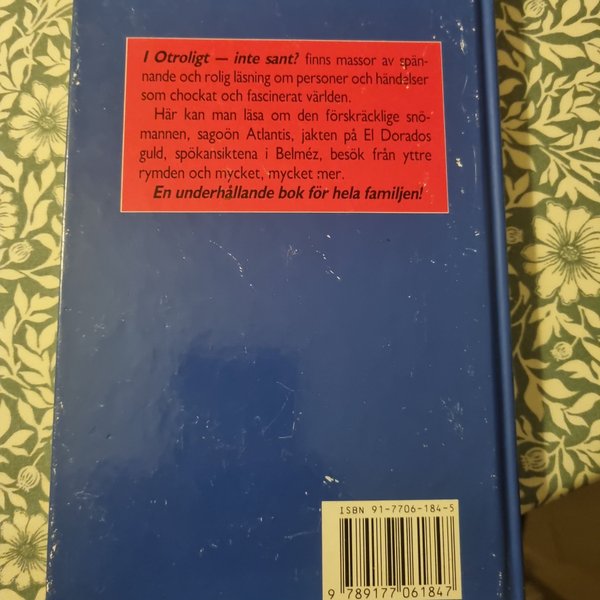 I Otroligt — inte sant? finns massor av spän-
nande och rolig läsning om personer och händelser
som chockat och fascinerat världen.
Här kan man läsa om den förskräcklige snö-
mannen, sagoön Atlantis, jakten på El Dorados
guld, spökansiktena i Belméz, besök från yttre
rymden och mycket, mycket mer.
En underhållande bok för hela familjen!
ISBN 91-7706-184-5
9 789177 061847